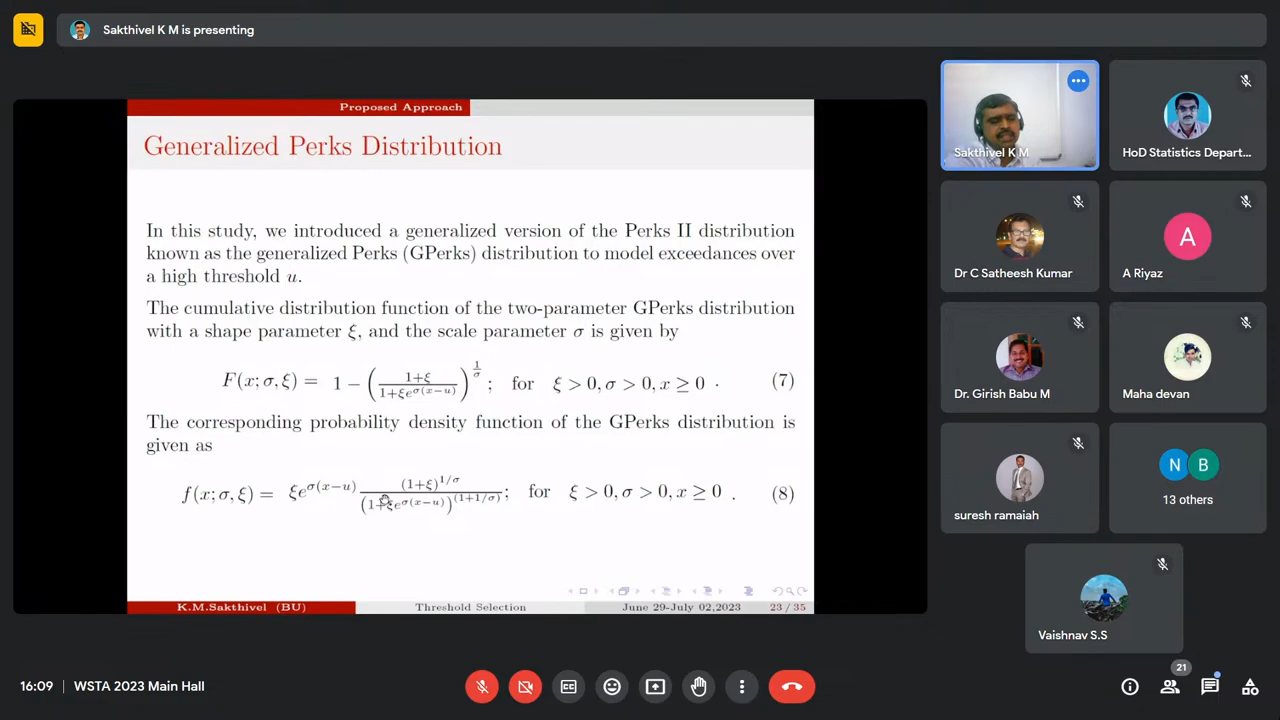 Sakthivel K M is presenting
Proposed Approach
Generalized Perks Distribution
In this study, we introduced a generalized version of the Perks II distribution
known as the generalized Perks (GPerks) distribution to model exceedances over
a high threshold u.
The cumulative distribution function of the two-parameter GPerks distribution
with a shape parameter ξ, and the scale parameter σ is given by
F(x; σ, ξ) = 1 − ( (1+ξ) / (1+ξe^{σ(x−u)}) )^{1/σ} ; for ξ > 0, σ > 0, x ≥ 0 . (7)
The corresponding probability density function of the GPerks distribution is
given as
f(x; σ, ξ) = ξe^{σ(x−u)} (1+ξ)^{1/σ} / (1+ξe^{σ(x−u)})^{(1+1/σ)} ; for ξ > 0, σ > 0, x ≥ 0 . (8)
K.M.Sakthivel (BU) Threshold Selection June 29-July 02,2023 23 / 35
Sakthivel K M
HoD Statistics Depart...
Dr C Satheesh Kumar
A
A Riyaz
Dr. Girish Babu M
Maha devan
suresh ramaiah
N B
13 others
Vaishnav S.S
16:09 | WSTA 2023 Main Hall
21